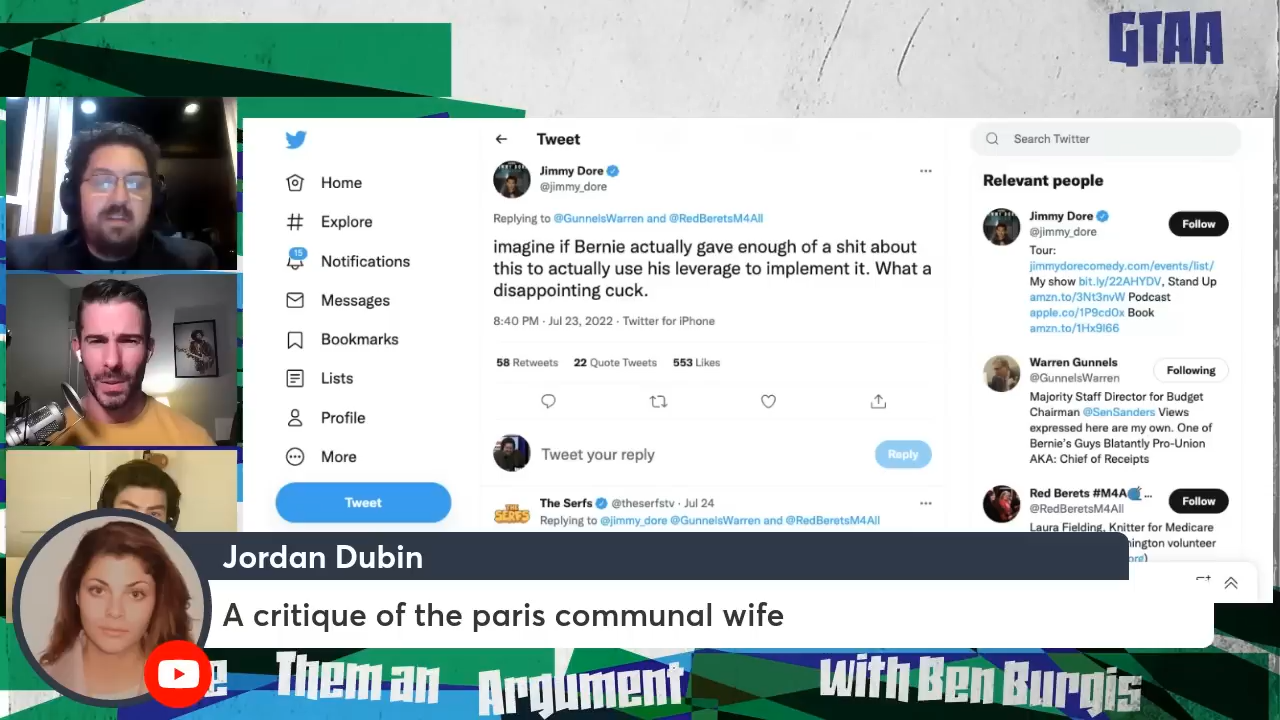 GTAA
Tweet
Search Twitter
Home
Explore
15
Notifications
Messages
Bookmarks
Lists
Profile
More
Tweet
Jimmy Dore
@jimmy_dore
Replying to @GunnelsWarren and @RedBeretsM4All
imagine if Bernie actually gave enough of a shit about
this to actually use his leverage to implement it. What a
disappointing cuck.
8:40 PM · Jul 23, 2022 · Twitter for iPhone
58 Retweets 22 Quote Tweets 553 Likes
Tweet your reply
Reply
THE SERFS
The Serfs @theserfstv · Jul 24
Replying to @jimmy_dore @GunnelsWarren and @RedBeretsM4All
Relevant people
Jimmy Dore
@jimmy_dore
Follow
Tour:
jimmydorecomedy.com/events/list/
My show bit.ly/22AHYDV, Stand Up
amzn.to/3Nt3nvW Podcast
apple.co/1P9cd0x Book
amzn.to/1Hx9I66
Warren Gunnels
@GunnelsWarren
Following
Majority Staff Director for Budget
Chairman @SenSanders Views
expressed here are my own. One of
Bernie's Guys Blatantly Pro-Union
AKA: Chief of Receipts
Red Berets #M4A ...
@RedBeretsM4All
Follow
Laura Fielding, Knitter for Medicare
volunteer
Jordan Dubin
A critique of the paris communal wife
Them an Argument with Ben Burgis